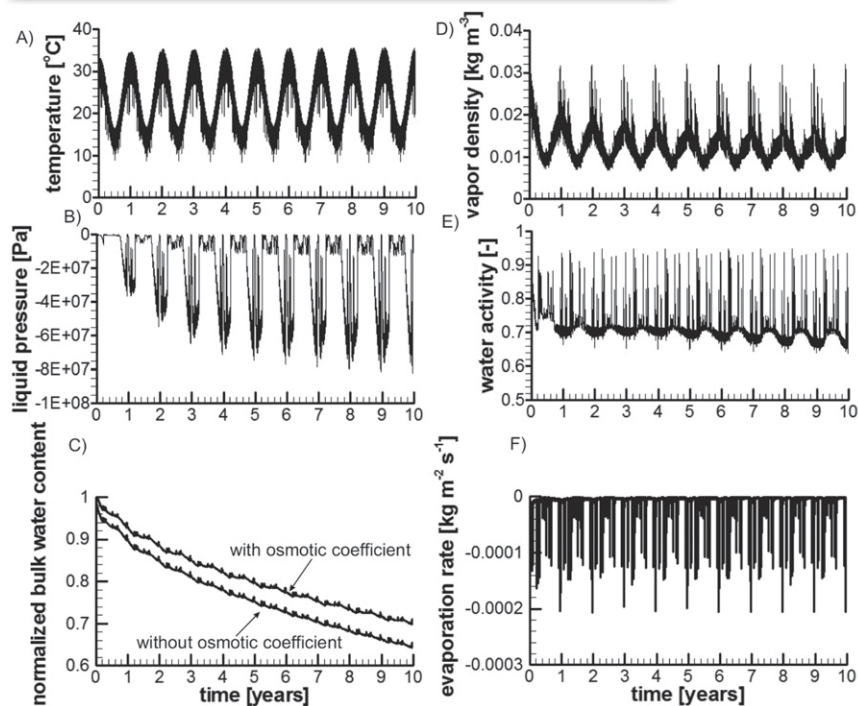 A)
temperature [°C]
40
30
20
10
0
0 1 2 3 4 5 6 7 8 9 10
B)
liquid pressure [Pa]
-2E+07
-4E+07
-6E+07
-8E+07
-1E+08
0 1 2 3 4 5 6 7 8 9 10
C)
normalized bulk water content
1
0.9
0.8
0.7
0.6
with osmotic coefficient
without osmotic coefficient
0 1 2 3 4 5 6 7 8 9 10
time [years]
D)
vapor density [kg m⁻³]
0.04
0.03
0.02
0.01
0
0 1 2 3 4 5 6 7 8 9 10
E)
water activity [-]
1
0.9
0.8
0.7
0.6
0.5
0 1 2 3 4 5 6 7 8 9 10
F)
evaporation rate [kg m⁻² s⁻¹]
0
-0.0001
-0.0002
-0.0003
0 1 2 3 4 5 6 7 8 9 10
time [years]